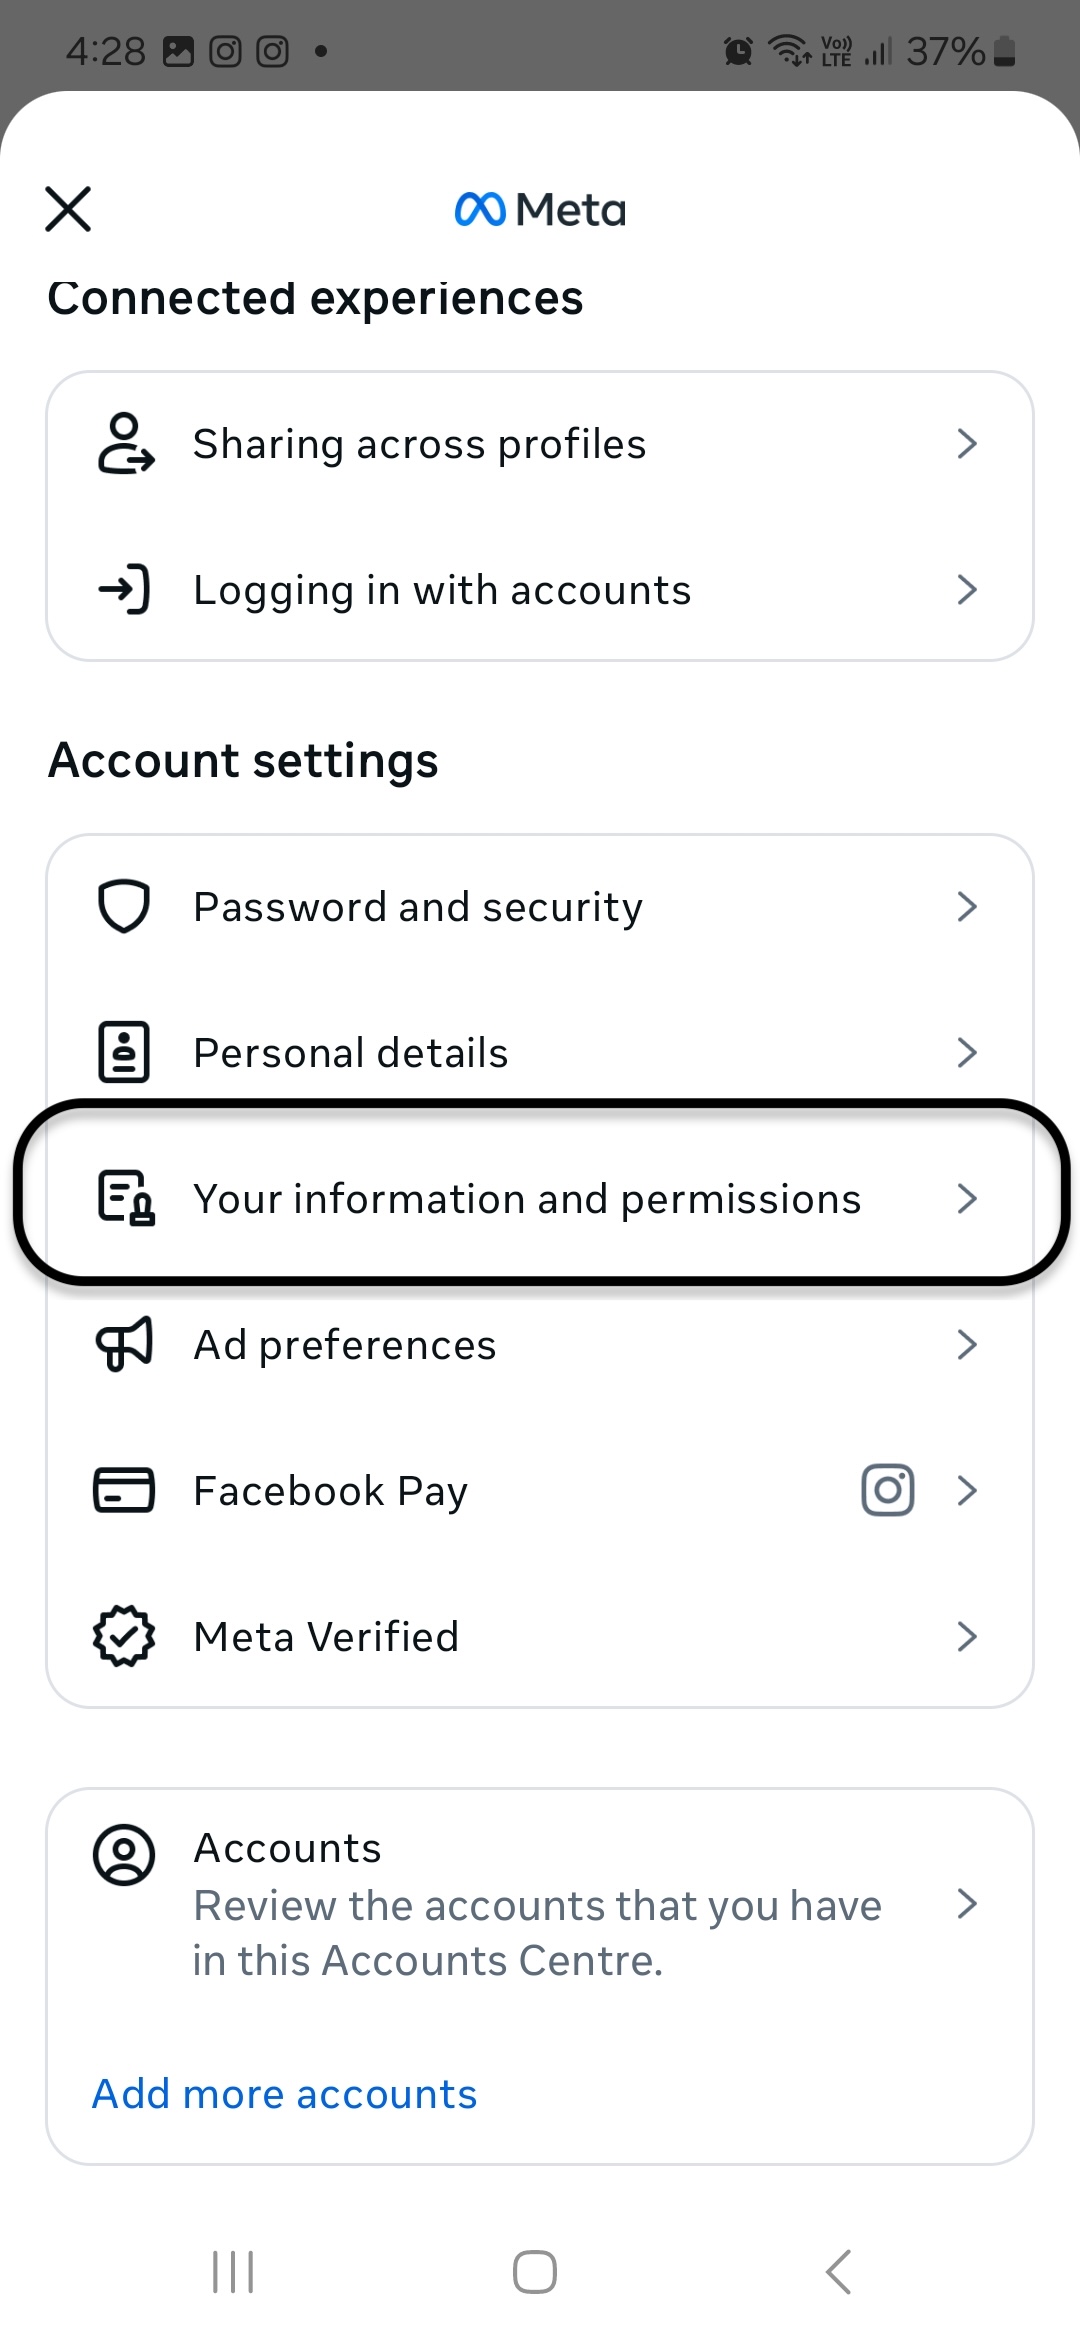 4:28 Vo)) LTE 37%
Meta
Connected experiences
Sharing across profiles
Logging in with accounts
Account settings
Password and security
Personal details
Your information and permissions
Ad preferences
Facebook Pay
Meta Verified
Accounts
Review the accounts that you have
in this Accounts Centre.
Add more accounts